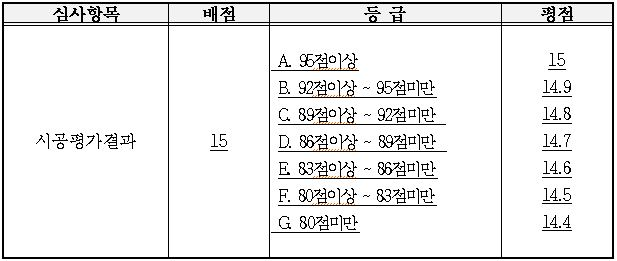 심사항목 배점 등 급 평점
A. 95점이상 15
B. 92점이상 ~ 95점미만 14.9
C. 89점이상 ~ 92점미만 14.8
시공평가결과 15 D. 86점이상 ~ 89점미만 14.7
E. 83점이상 ~ 86점미만 14.6
F. 80점이상 ~ 83점미만 14.5
G. 80점미만 14.4